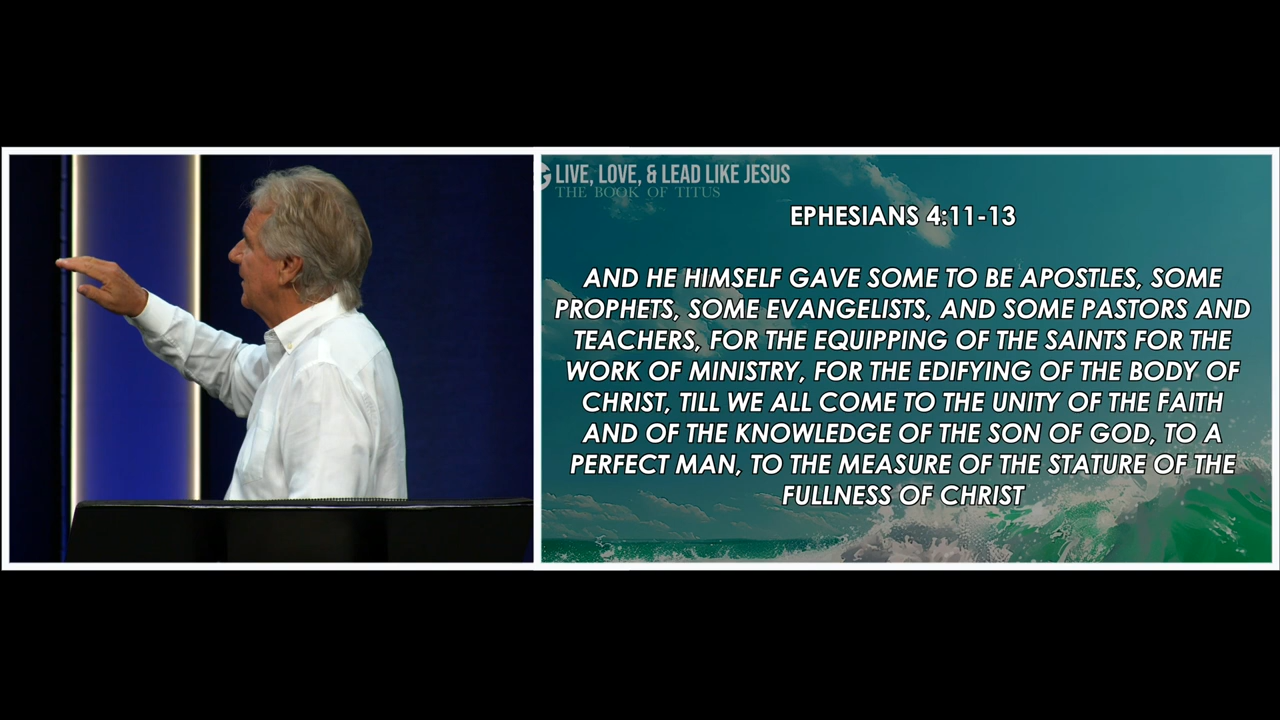 LIVE, LOVE, & LEAD LIKE JESUS
THE BOOK OF TITUS
EPHESIANS 4:11-13
AND HE HIMSELF GAVE SOME TO BE APOSTLES, SOME
PROPHETS, SOME EVANGELISTS, AND SOME PASTORS AND
TEACHERS, FOR THE EQUIPPING OF THE SAINTS FOR THE
WORK OF MINISTRY, FOR THE EDIFYING OF THE BODY OF
CHRIST, TILL WE ALL COME TO THE UNITY OF THE FAITH
AND OF THE KNOWLEDGE OF THE SON OF GOD, TO A
PERFECT MAN, TO THE MEASURE OF THE STATURE OF THE
FULLNESS OF CHRIST